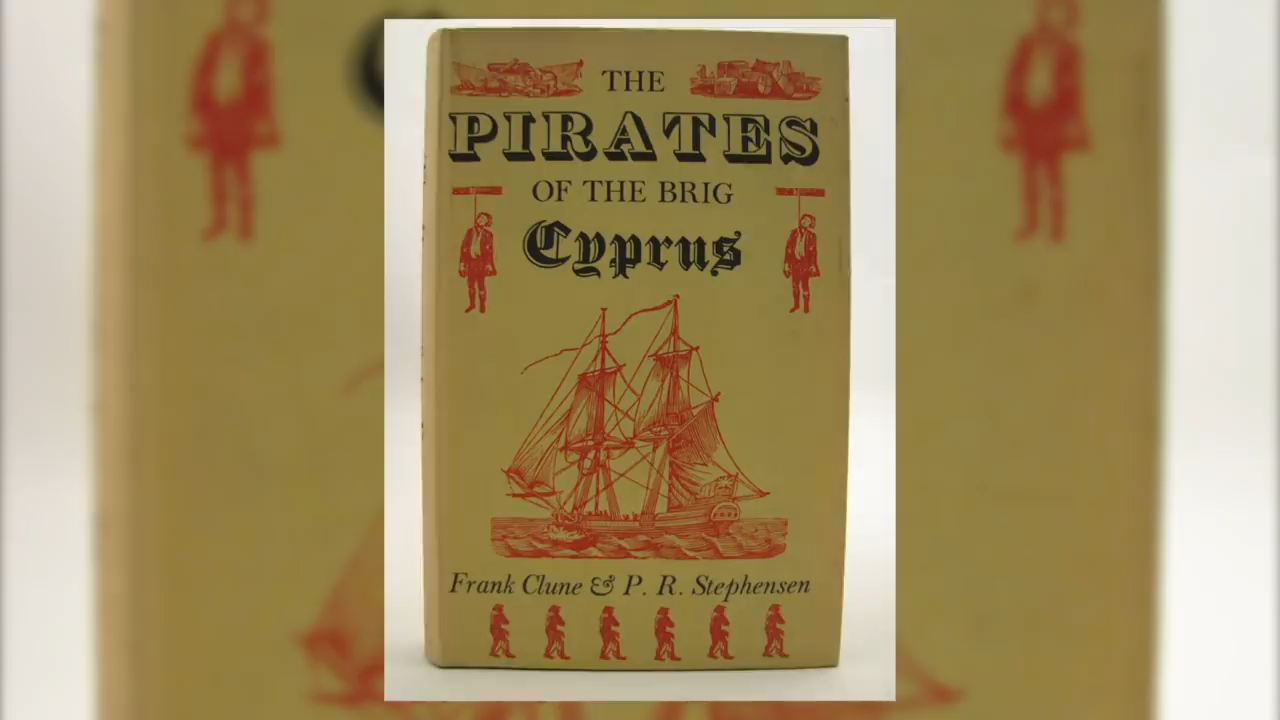 THE
PIRATES
OF THE BRIG
Cyprus
Frank Clune & P. R. Stephensen